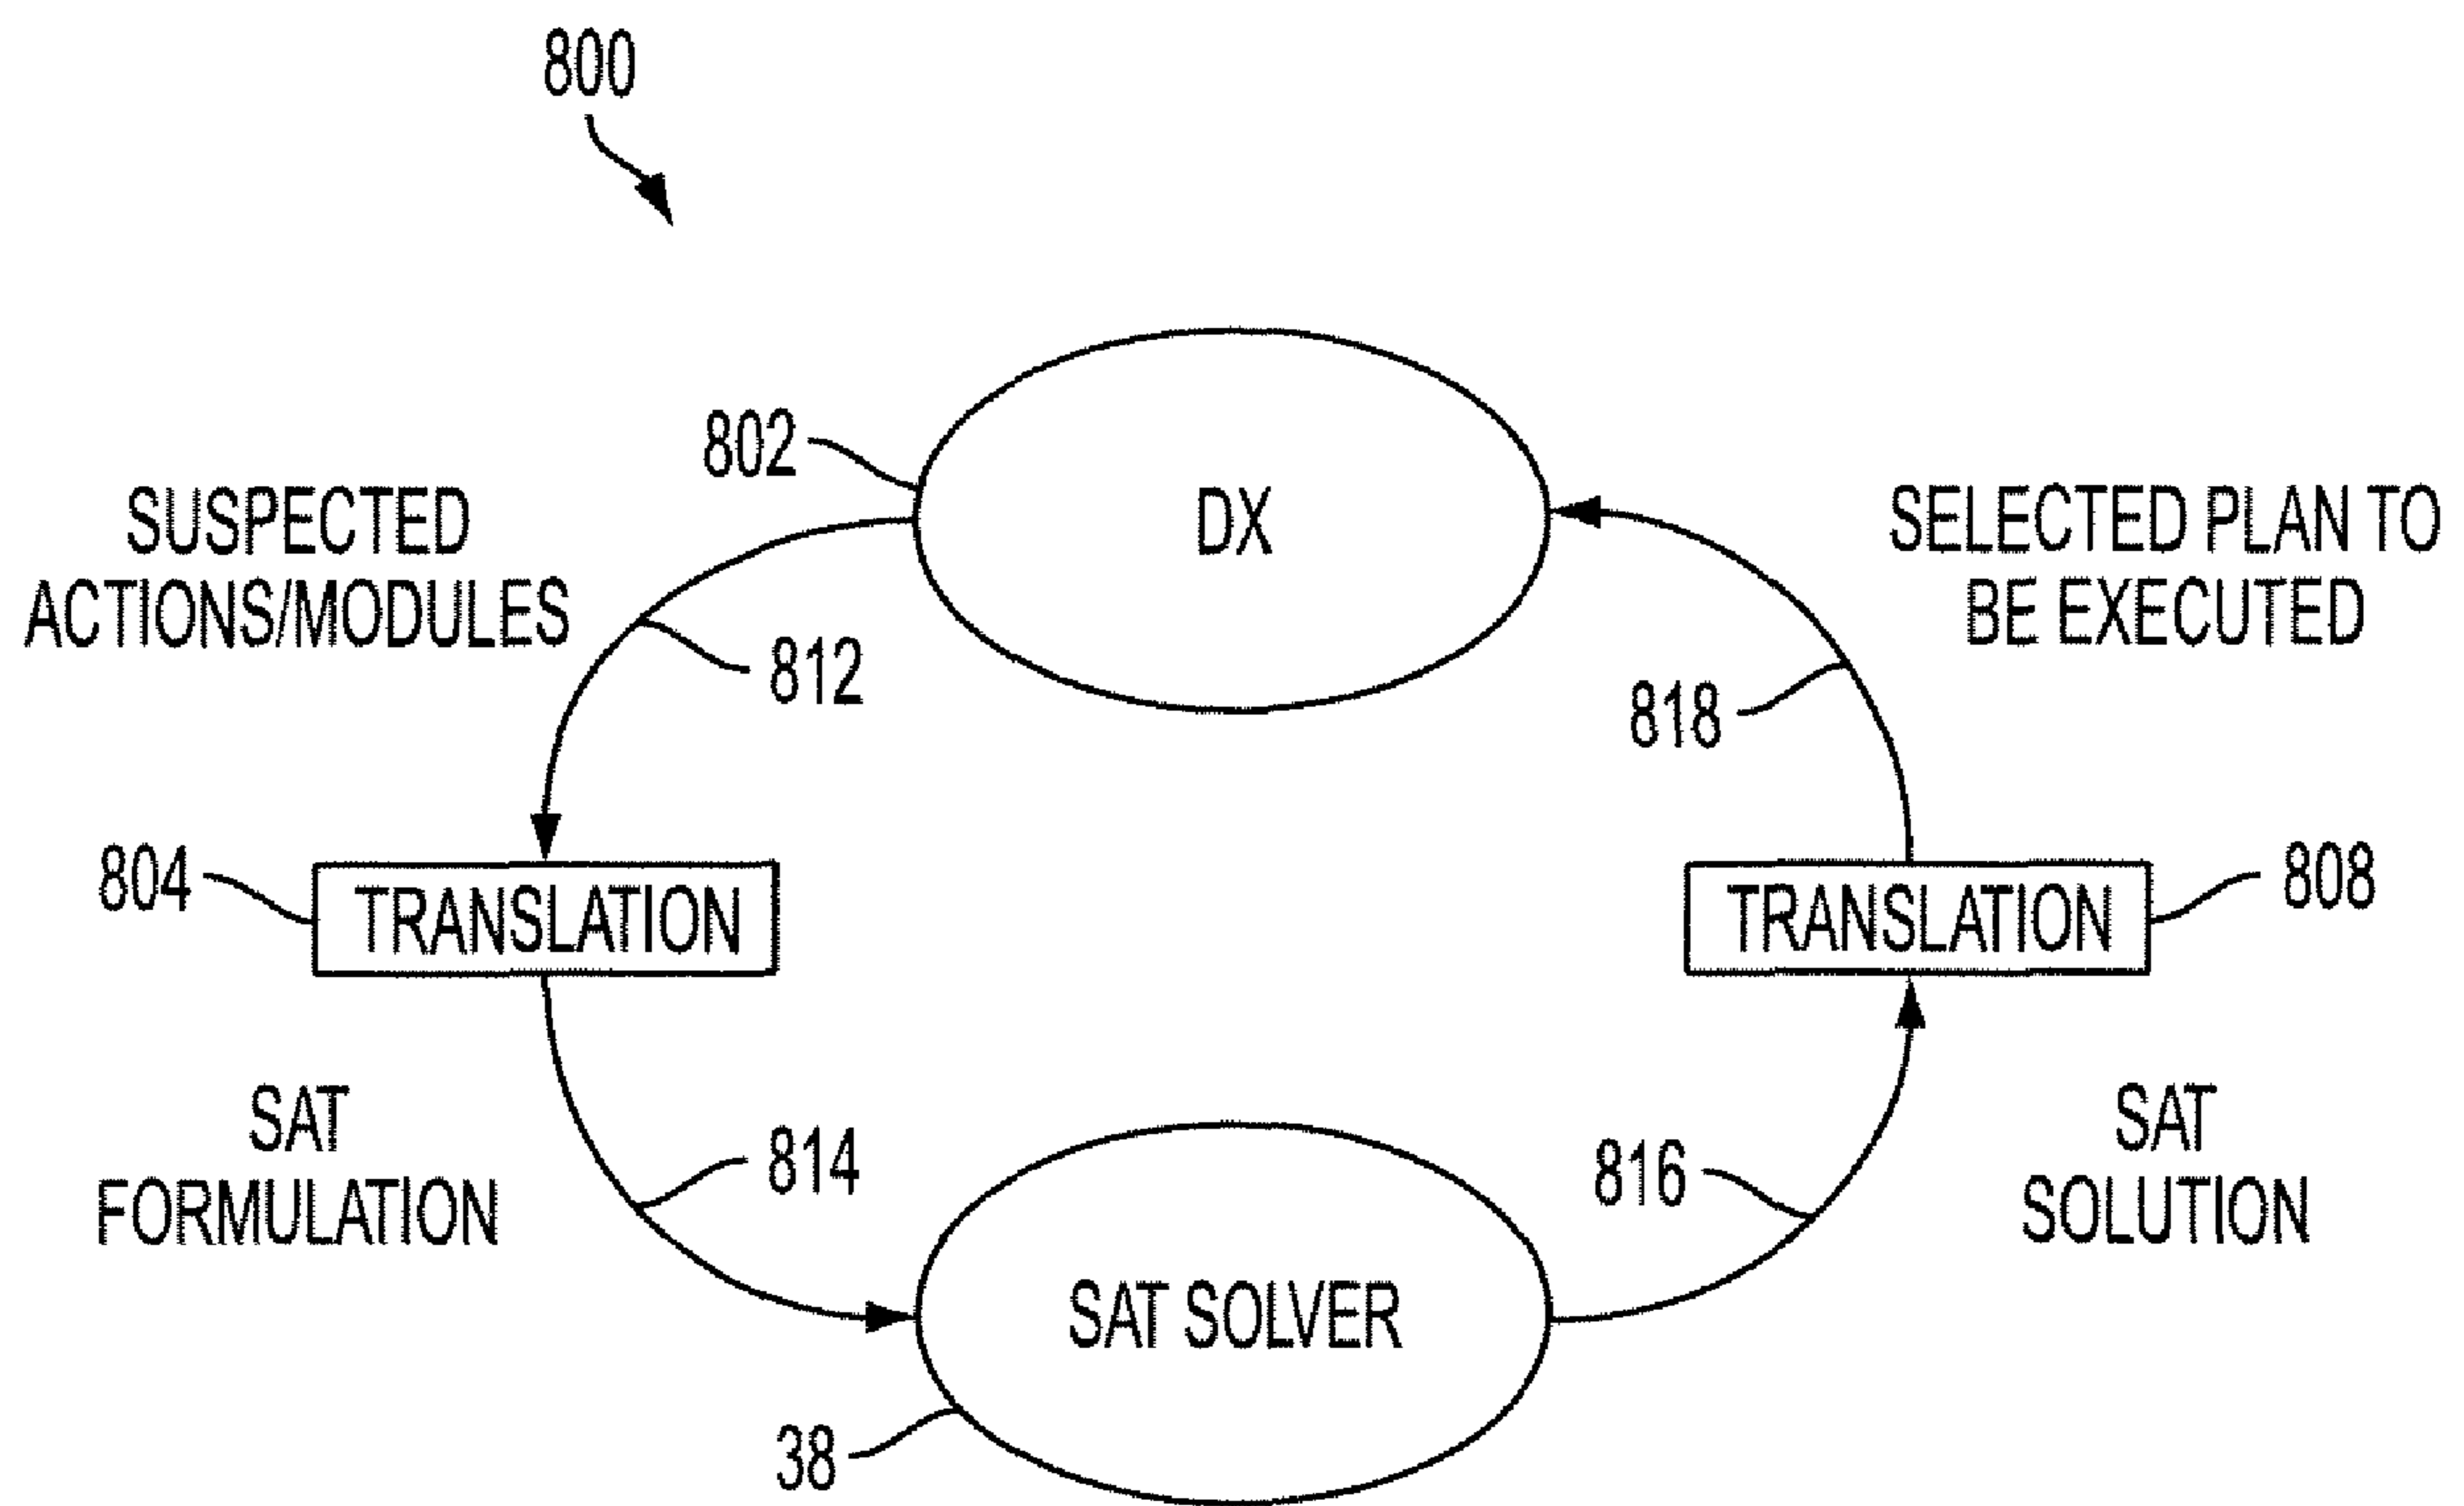 800
802
DX
SUSPECTED
ACTIONS/MODULES
812
SELECTED PLAN TO
BE EXECUTED
818
804
TRANSLATION
TRANSLATION
808
SAT
FORMULATION
814
SAT SOLVER
38
816
SAT
SOLUTION